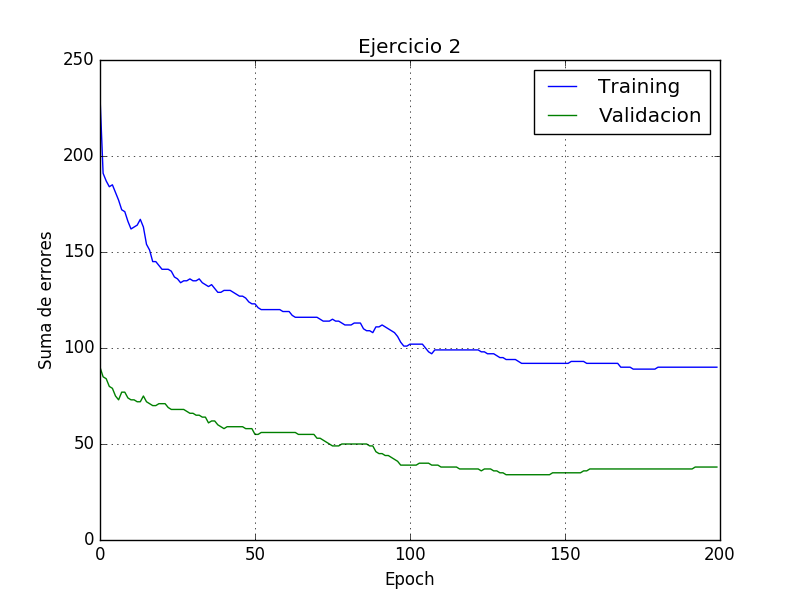 Ejercicio 2
250
200
150
100
50
0
Suma de errores
Training
Validacion
0 50 100 150 200
Epoch